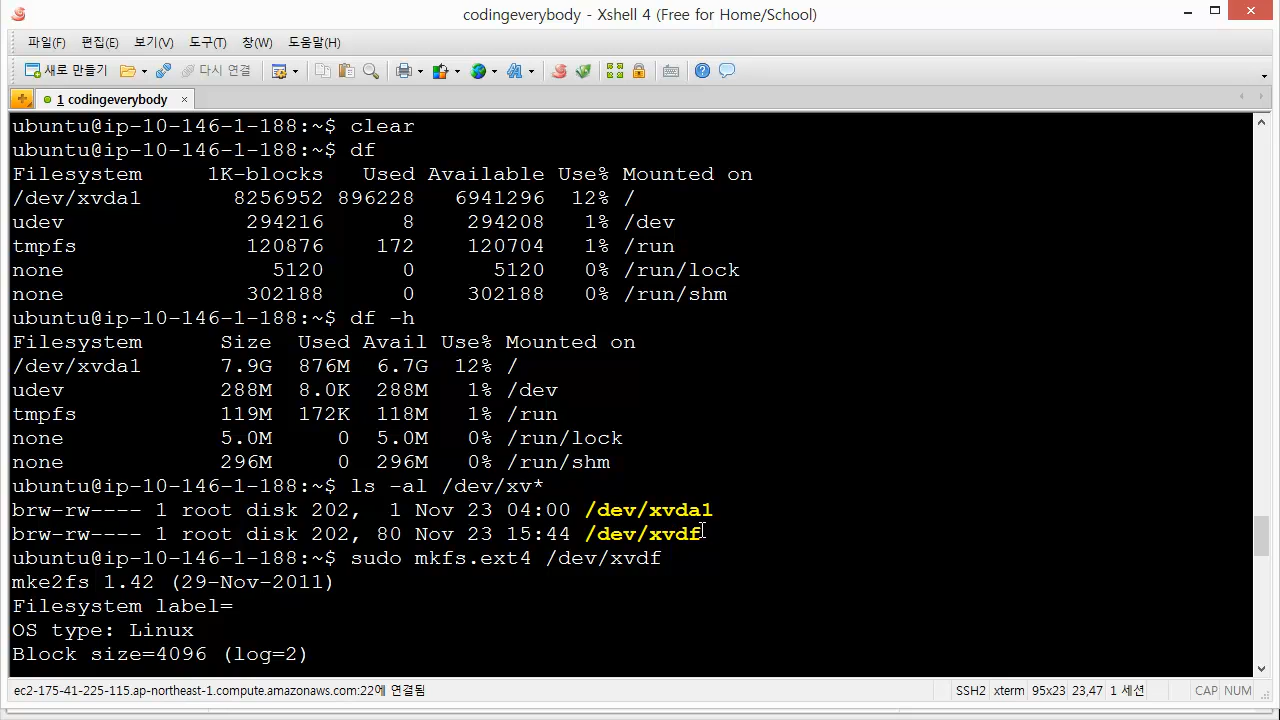 codingeverybody - Xshell 4 (Free for Home/School)
파일(F) 편집(E) 보기(V) 도구(T) 창(W) 도움말(H)
새로 만들기 다시 연결
1 codingeverybody
ubuntu@ip-10-146-1-188:~$ clear
ubuntu@ip-10-146-1-188:~$ df
Filesystem     1K-blocks   Used Available Use% Mounted on
/dev/xvda1       8256952 896228   6941296  12% /
udev              294216      8    294208   1% /dev
tmpfs             120876    172    120704   1% /run
none                5120      0      5120   0% /run/lock
none              302188      0    302188   0% /run/shm
ubuntu@ip-10-146-1-188:~$ df -h
Filesystem      Size  Used Avail Use% Mounted on
/dev/xvda1      7.9G  876M  6.7G  12% /
udev            288M  8.0K  288M   1% /dev
tmpfs           119M  172K  118M   1% /run
none            5.0M     0  5.0M   0% /run/lock
none            296M     0  296M   0% /run/shm
ubuntu@ip-10-146-1-188:~$ ls -al /dev/xv*
brw-rw---- 1 root disk 202,  1 Nov 23 04:00 /dev/xvda1
brw-rw---- 1 root disk 202, 80 Nov 23 15:44 /dev/xvdf
ubuntu@ip-10-146-1-188:~$ sudo mkfs.ext4 /dev/xvdf
mke2fs 1.42 (29-Nov-2011)
Filesystem label=
OS type: Linux
Block size=4096 (log=2)
ec2-175-41-225-115.ap-northeast-1.compute.amazonaws.com:22에 연결됨 SSH2 xterm 95x23 23,47 1 세션 CAP NUM